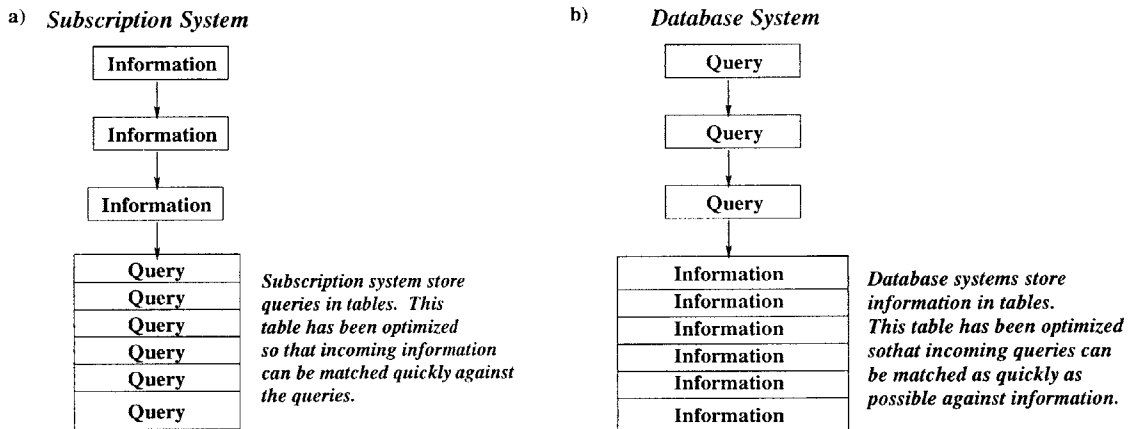 a) Subscription System
Information
Information
Information
Query
Query
Query
Query
Query
Query
Subscription system store
queries in tables. This
table has been optimized
so that incoming information
can be matched quickly against
the queries.
b) Database System
Query
Query
Query
Information
Information
Information
Information
Information
Information
Database systems store
information in tables.
This table has been optimized
sothat incoming queries can
be matched as quickly as
possible against information.